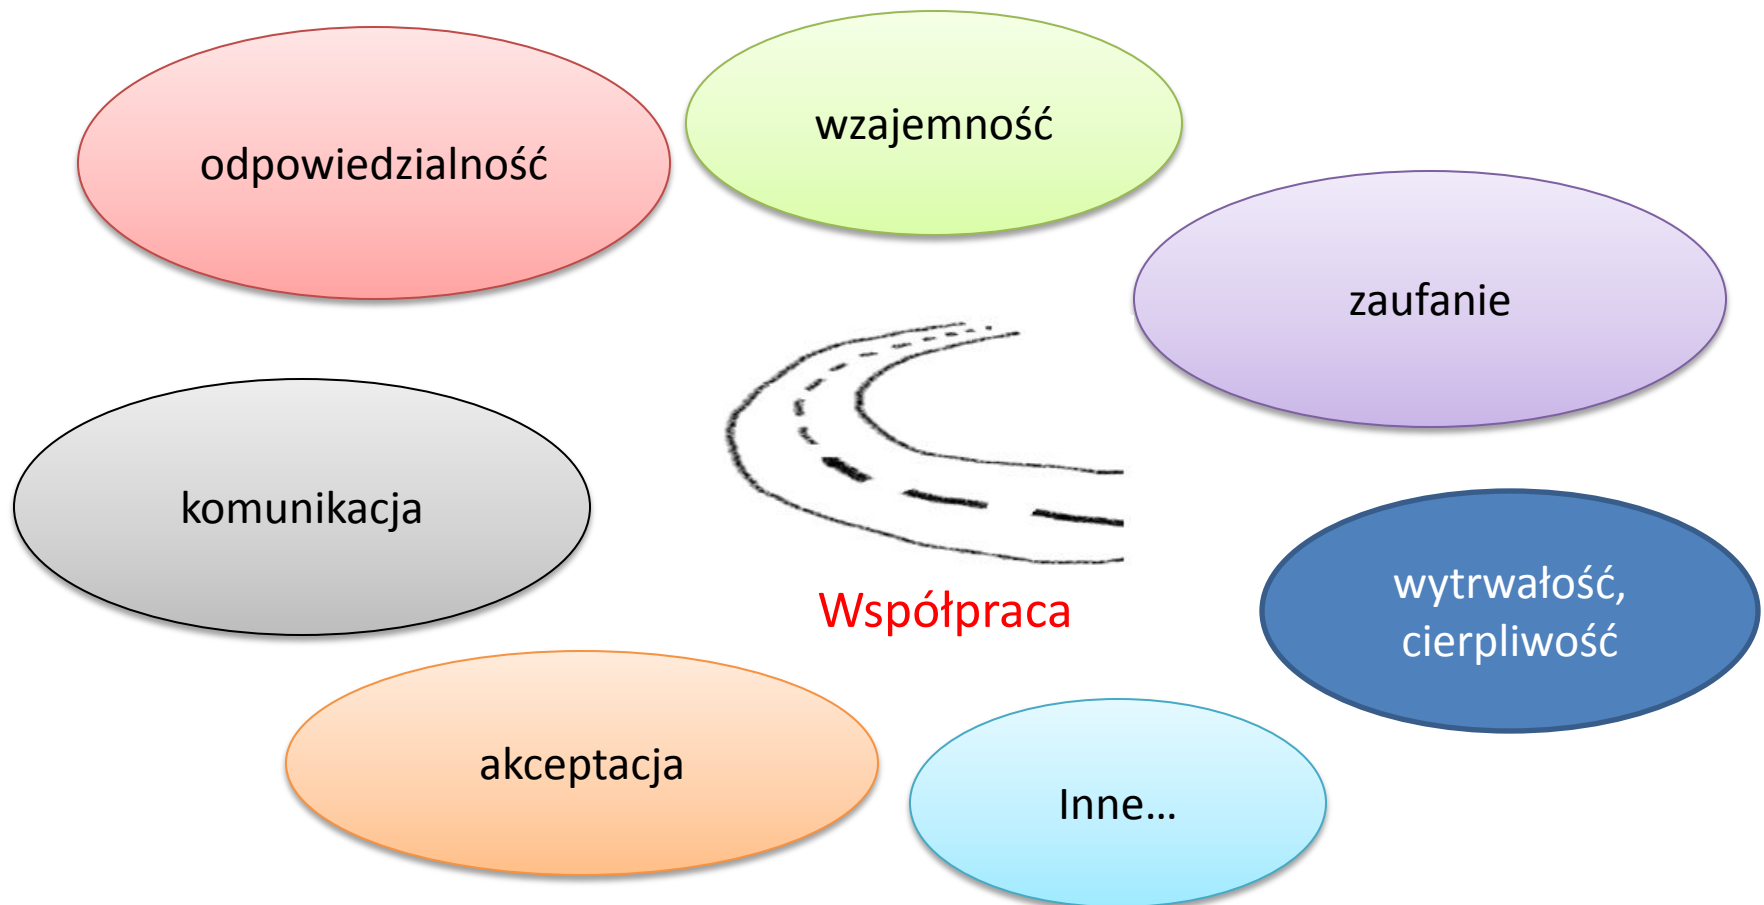 odpowiedzialność
wzajemność
zaufanie
komunikacja
Współpraca
wytrwałość,
cierpliwość
akceptacja
Inne...